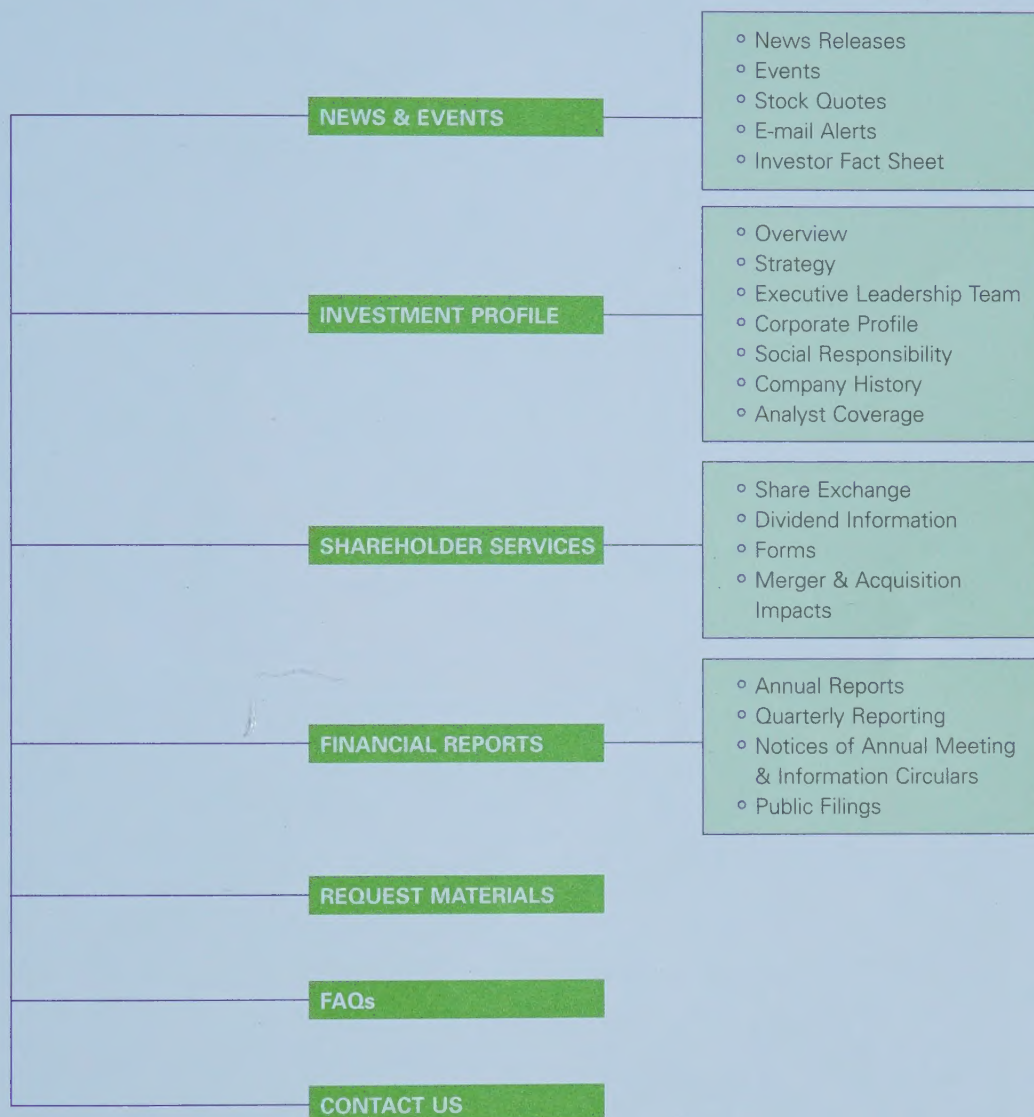 NEWS & EVENTS
° News Releases
° Events
° Stock Quotes
° E-mail Alerts
° Investor Fact Sheet
INVESTMENT PROFILE
° Overview
° Strategy
° Executive Leadership Team
° Corporate Profile
° Social Responsibility
° Company History
° Analyst Coverage
SHAREHOLDER SERVICES
° Share Exchange
° Dividend Information
° Forms
° Merger & Acquisition
Impacts
FINANCIAL REPORTS
° Annual Reports
° Quarterly Reporting
° Notices of Annual Meeting
& Information Circulars
° Public Filings
REQUEST MATERIALS
FAQs
CONTACT US